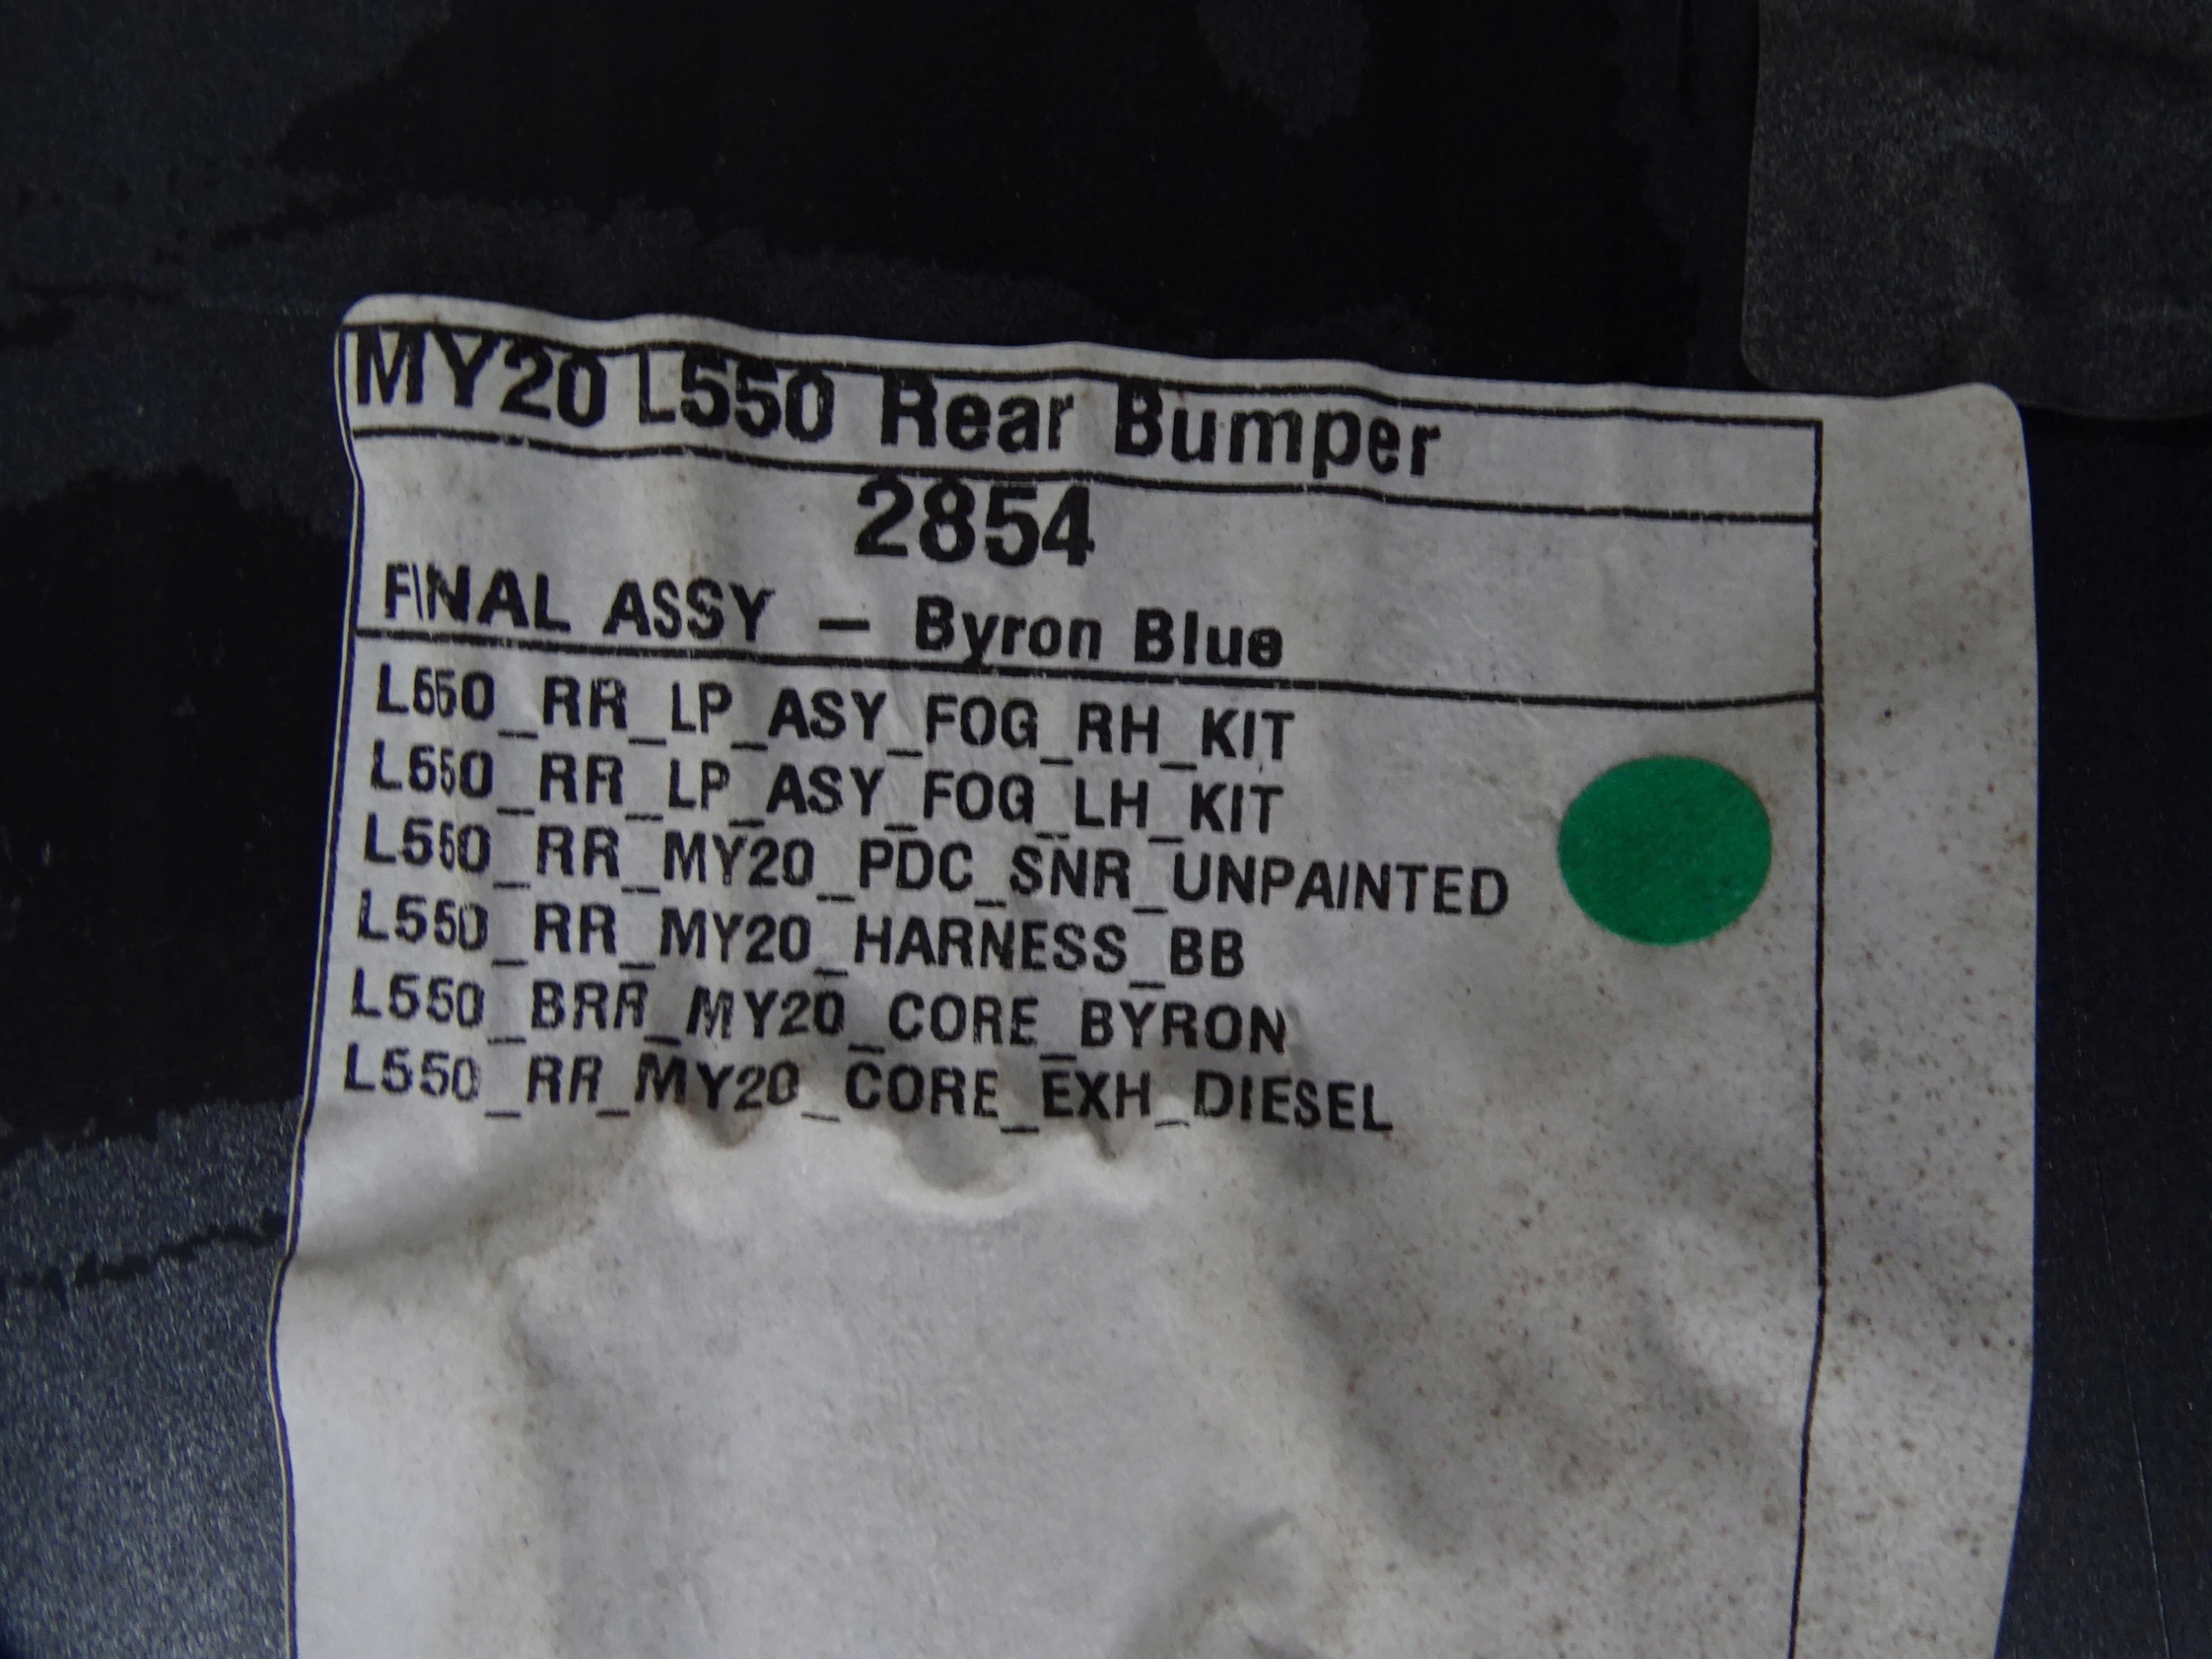 MY20 L550 Rear Bumper
2854
FINAL ASSY - Byron Blue
L550_RR_LP_ASY_FOG_RH_KIT
L550_RR_LP_ASY_FOG_LH_KIT
L550_RR_MY20_PDC_SNR_UNPAINTED
L550_RR_MY20_HARNESS_BB
L550_BRR_MY20_CORE_BYRON
L550_RR_MY20_CORE_EXH_DIESEL